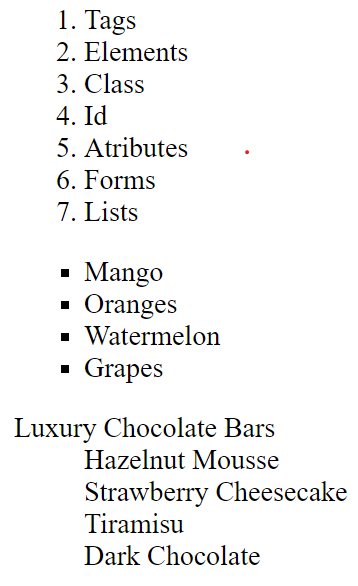 1. Tags
2. Elements
3. Class
4. Id
5. Atributes
6. Forms
7. Lists
▪ Mango
▪ Oranges
▪ Watermelon
▪ Grapes
Luxury Chocolate Bars
Hazelnut Mousse
Strawberry Cheesecake
Tiramisu
Dark Chocolate